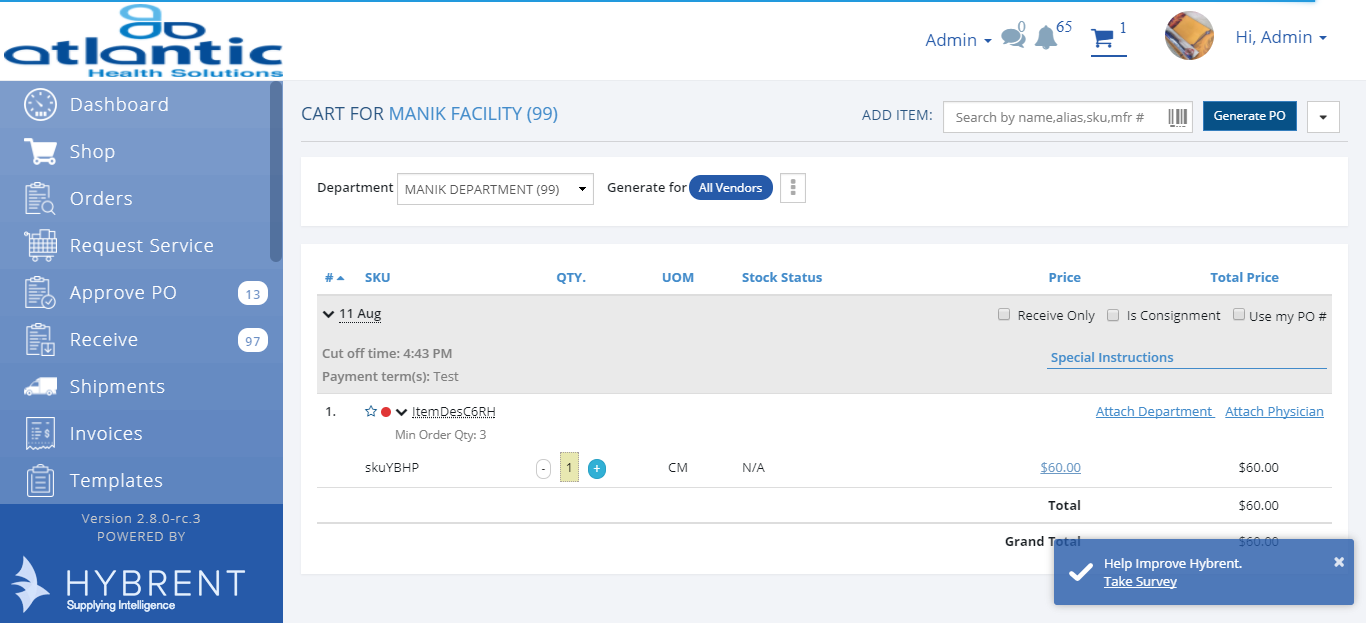 atlantic
Health Solutions
Admin
0
65
1
Hi, Admin
Dashboard
Shop
Orders
Request Service
Approve PO 13
Receive 97
Shipments
Invoices
Templates
Version 2.8.0-rc.3
POWERED BY
HYBRENT
Supplying Intelligence
CART FOR MANIK FACILITY (99)
ADD ITEM: Search by name,alias,sku,mfr # Generate PO
Department MANIK DEPARTMENT (99) Generate for All Vendors
# SKU QTY. UOM Stock Status Price Total Price
11 Aug Receive Only Is Consignment Use my PO #
Cut off time: 4:43 PM
Special Instructions
Payment term(s): Test
1. ItemDesC6RH Attach Department Attach Physician
Min Order Qty: 3
skuYBHP - 1 + CM N/A $60.00 $60.00
Total $60.00
Grand Total $60.00
Help Improve Hybrent. ×
Take Survey